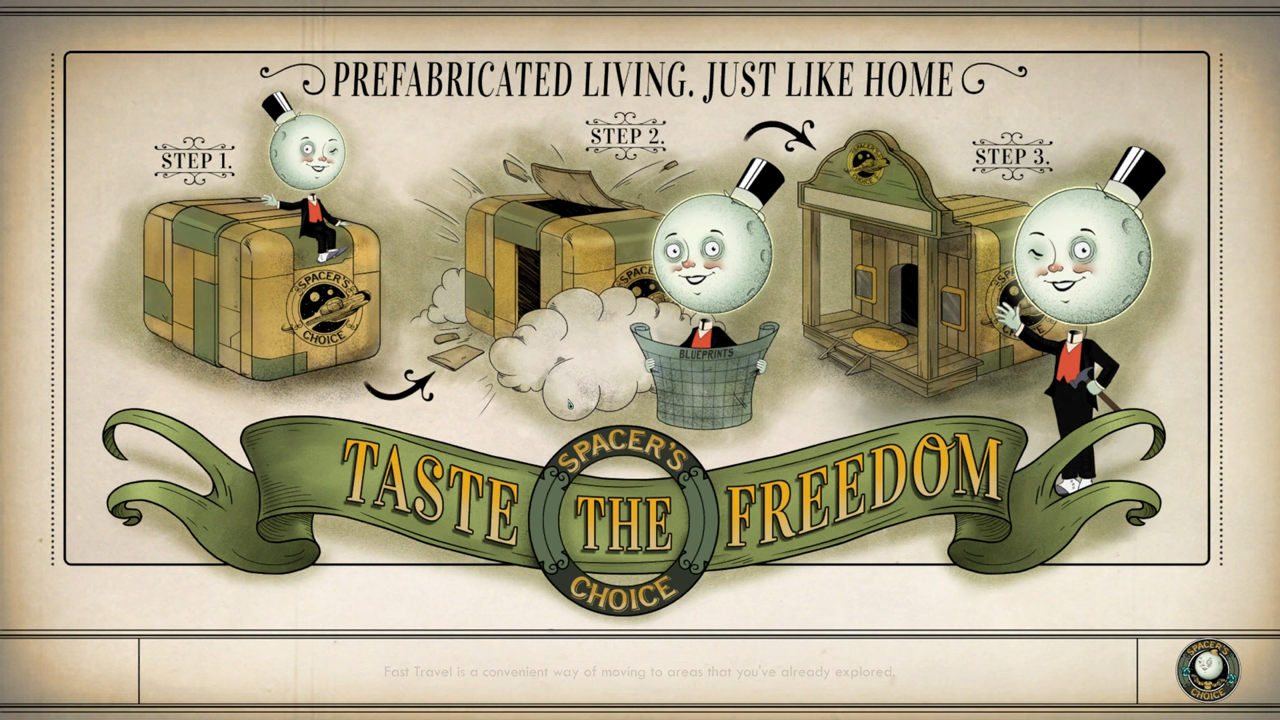 PREFABRICATED LIVING. JUST LIKE HOME
STEP 1.
STEP 2.
STEP 3.
SPACER'S
CHOICE
SPACER'S
SPACER'S
CHOICE
BLUEPRINTS
SPACER'S
TASTE THE FREEDOM
CHOICE
Fast Travel is a convenient way of moving to areas that you've already explored.
SPACER'S
CHOICE